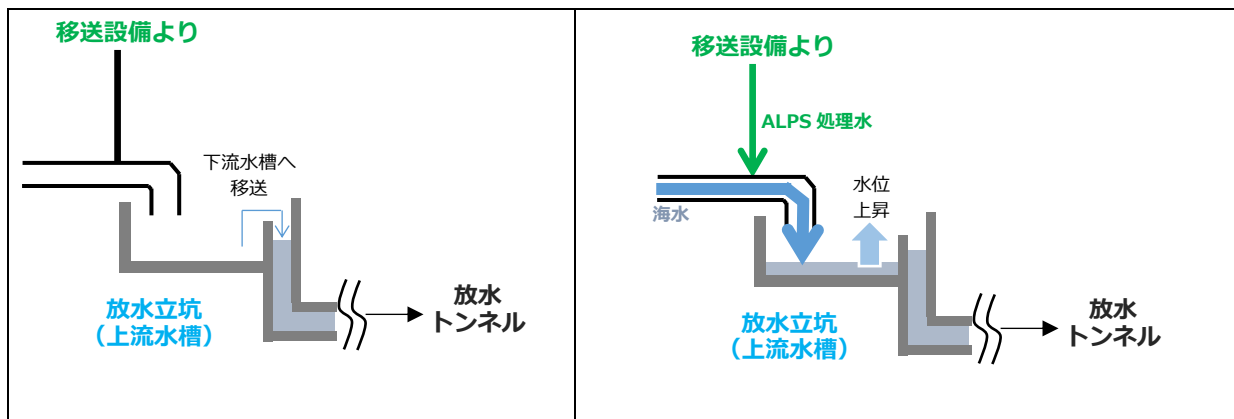 移送設備より
下流水槽へ
移送
放水立坑
（上流水槽）
放水
トンネル
移送設備より
ALPS 処理水
海水
水位
上昇
放水立坑
（上流水槽）
放水
トンネル